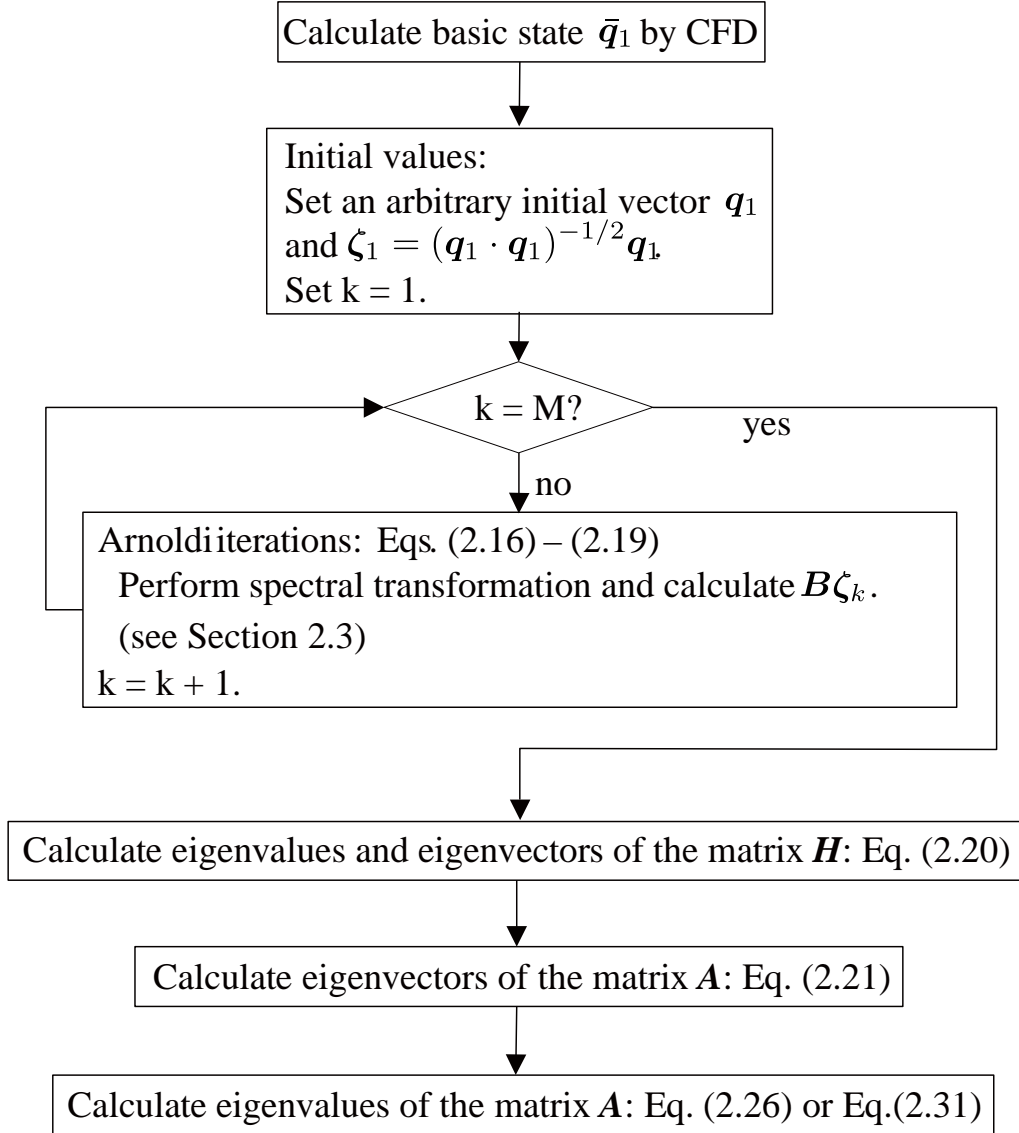 Calculate basic state q̄₁ by CFD
Initial values:
Set an arbitrary initial vector q₁
and ζ₁ = (q₁ · q₁)^{−1/2}q₁.
Set k = 1.
k = M?
yes
no
Arnoldi iterations: Eqs. (2.16) – (2.19)
Perform spectral transformation and calculate Bζₖ.
(see Section 2.3)
k = k + 1.
Calculate eigenvalues and eigenvectors of the matrix H: Eq. (2.20)
Calculate eigenvectors of the matrix A: Eq. (2.21)
Calculate eigenvalues of the matrix A: Eq. (2.26) or Eq.(2.31)